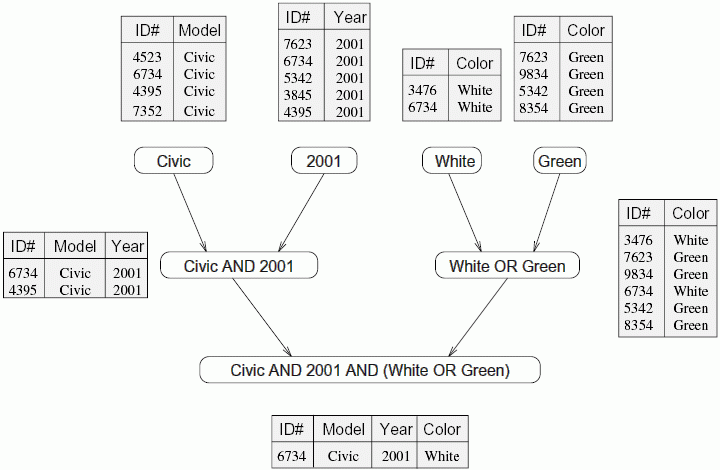 ID# Model
4523 Civic
6734 Civic
4395 Civic
7352 Civic
ID# Year
7623 2001
6734 2001
5342 2001
3845 2001
4395 2001
ID# Color
3476 White
6734 White
ID# Color
7623 Green
9834 Green
5342 Green
8354 Green
Civic
2001
White
Green
ID# Model Year
6734 Civic 2001
4395 Civic 2001
Civic AND 2001
White OR Green
ID# Color
3476 White
7623 Green
9834 Green
6734 White
5342 Green
8354 Green
Civic AND 2001 AND (White OR Green)
ID# Model Year Color
6734 Civic 2001 White